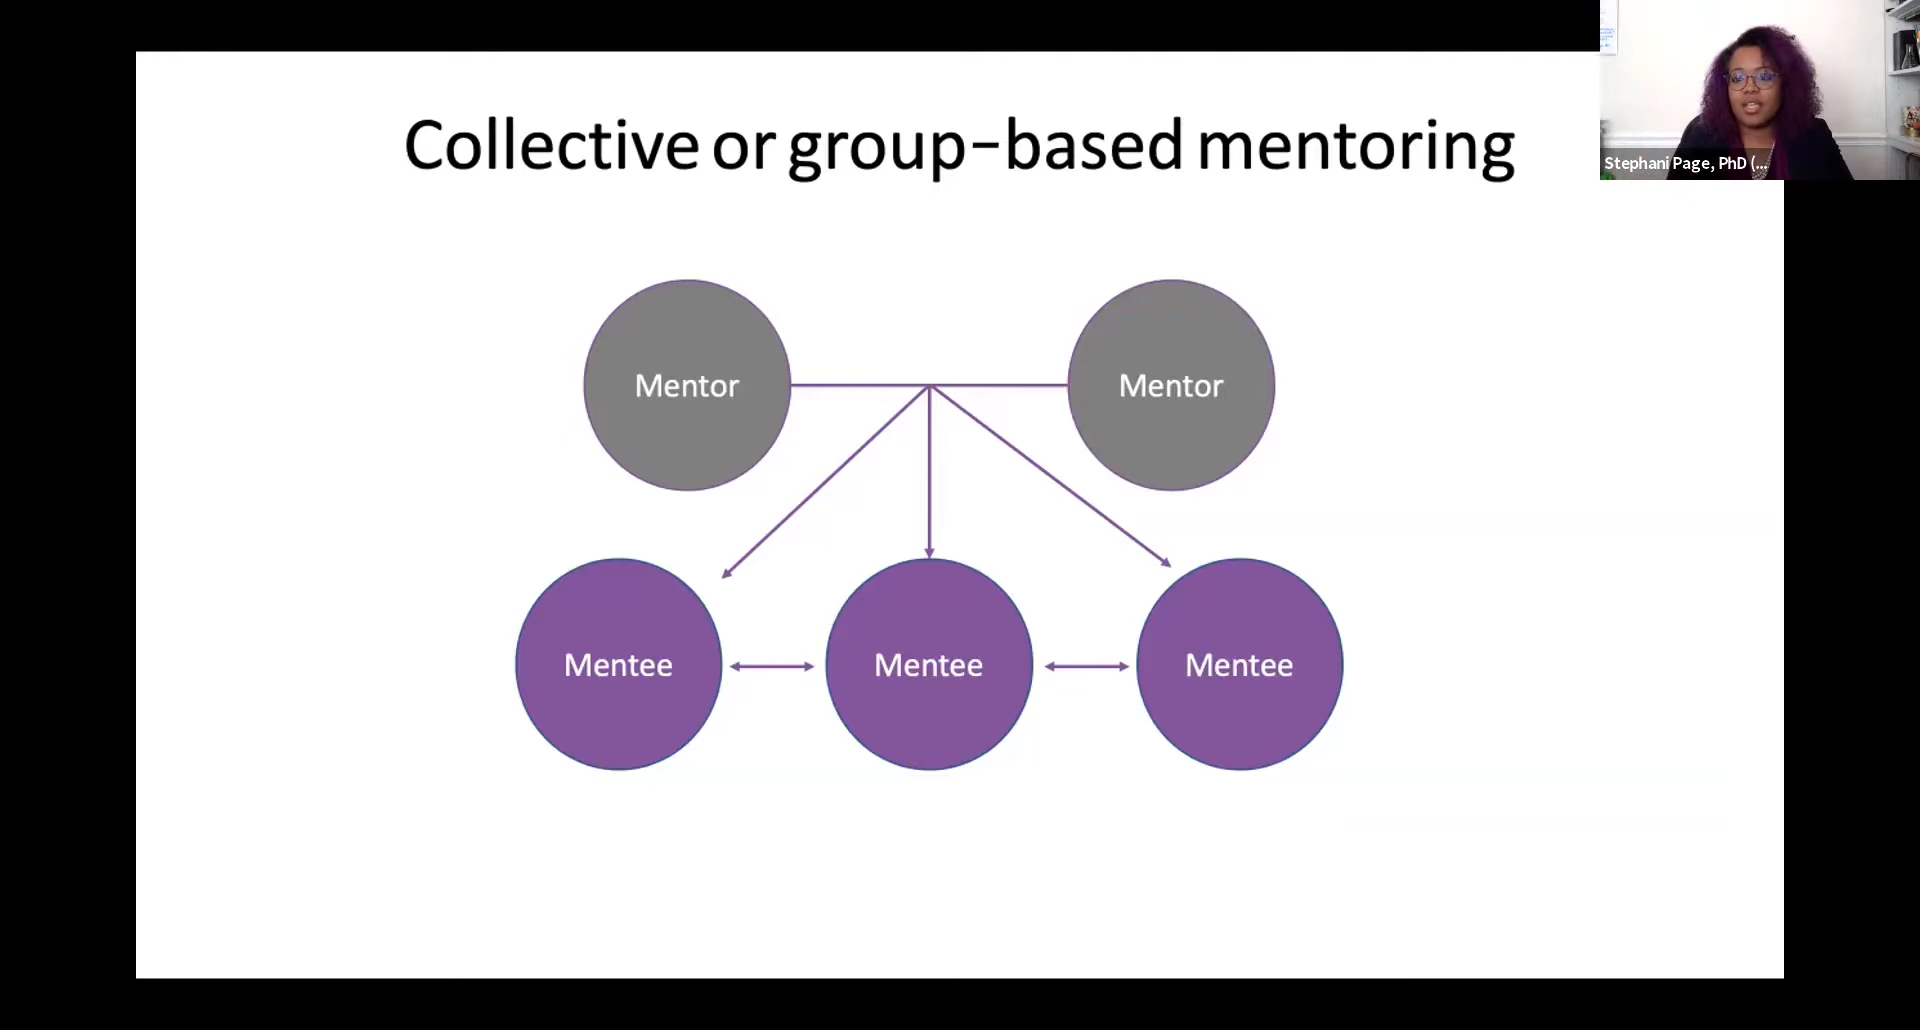 Collective or group-based mentoring
Stephani Page, PhD (...
Mentor
Mentor
Mentee
Mentee
Mentee